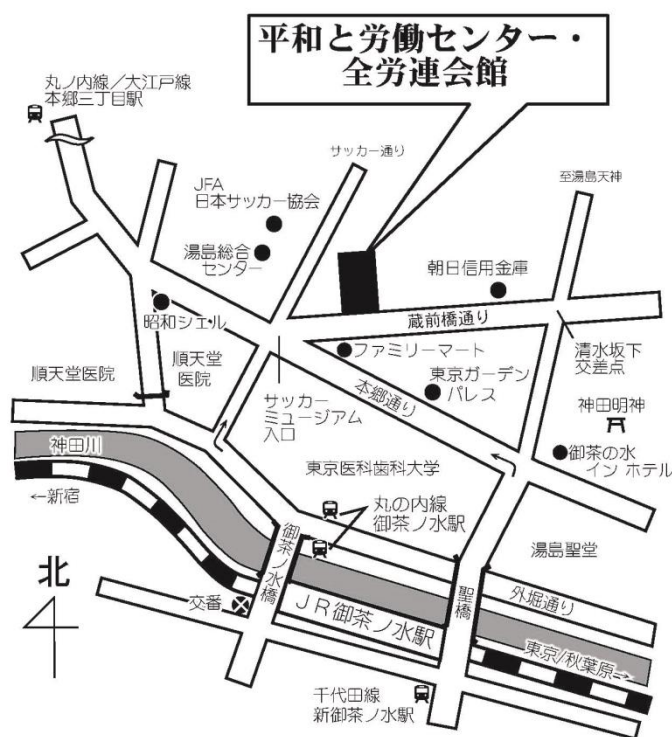 平和と労働センター・
全労連会館
丸ノ内線／大江戸線
本郷三丁目駅
サッカー通り
至湯島天神
JFA
日本サッカー協会
湯島総合
センター
朝日信用金庫
昭和シェル
蔵前橋通り
ファミリーマート
清水坂下
交差点
順天堂医院
順天堂
医院
サッカー
ミュージアム
入口
本郷通り
東京ガーデン
パレス
神田明神
御茶の水
イン ホテル
神田川
東京医科歯科大学
←新宿
丸の内線
御茶ノ水駅
湯島聖堂
北
御茶ノ水橋
聖橋
外堀通り
交番
JR御茶ノ水駅
東京/秋葉原→
千代田線
新御茶ノ水駅